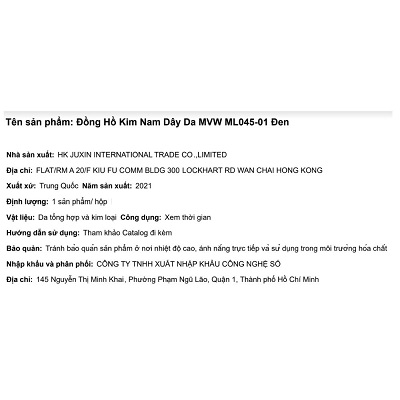 Tên sản phẩm: Đồng Hồ Kim Nam Dây Da MVW ML045-01 Đen
Nhà sản xuất: HK JUXIN INTERNATIONAL TRADE CO.,LIMITED
Địa chỉ: FLAT/RM A 20/F KIU FU COMM BLDG 300 LOCKHART RD WAN CHAI HONG KONG
Xuất xứ: Trung Quốc Năm sản xuất: 2021
Định lượng: 1 sản phẩm/ hộp
Vật liệu: Da tổng hợp và kim loại Công dụng: Xem thời gian
Hướng dẫn sử dụng: Tham khảo Catalog đi kèm
Bảo quản: Tránh bảo quản sản phẩm ở nơi nhiệt độ cao, ánh nắng trực tiếp và sử dụng trong môi trường hóa chất
Nhập khẩu và phân phối: CÔNG TY TNHH XUẤT NHẬP KHẨU CÔNG NGHỆ SỐ
Địa chỉ: 145 Nguyễn Thị Minh Khai, Phường Phạm Ngũ Lão, Quận 1, Thành phố Hồ Chí Minh